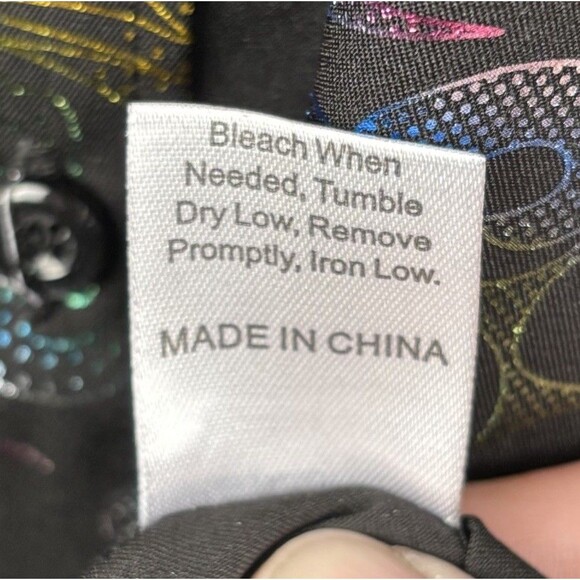 Bleach When
Needed, Tumble
Dry Low, Remove
Promptly, Iron Low.
MADE IN CHINA